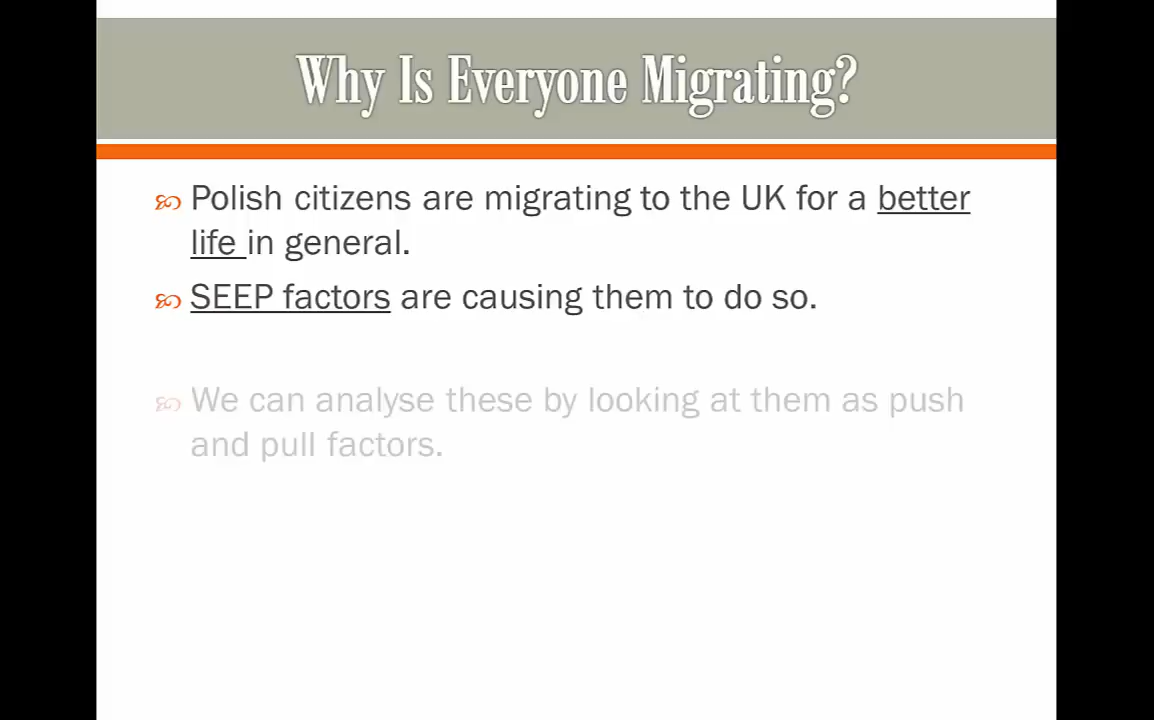 Why Is Everyone Migrating?
Polish citizens are migrating to the UK for a better
life in general.
SEEP factors are causing them to do so.
We can analyse these by looking at them as push
and pull factors.